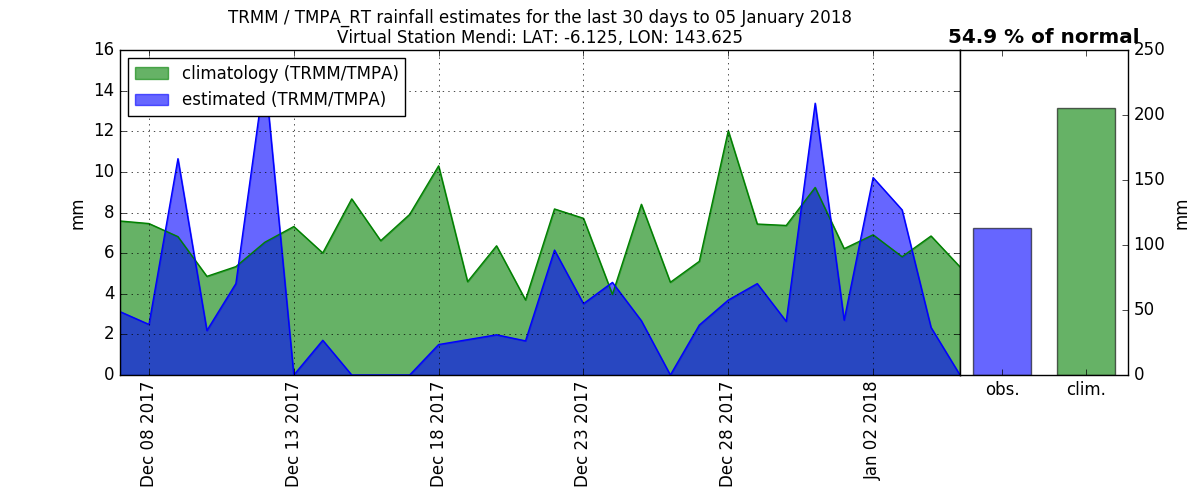 TRMM / TMPA_RT rainfall estimates for the last 30 days to 05 January 2018
Virtual Station Mendi: LAT: -6.125, LON: 143.625
54.9 % of normal
climatology (TRMM/TMPA)
estimated (TRMM/TMPA)
16
14
12
10
8
6
4
2
0
mm
Dec 08 2017
Dec 13 2017
Dec 18 2017
Dec 23 2017
Dec 28 2017
Jan 02 2018
obs.
clim.
250
200
150
100
50
0
mm